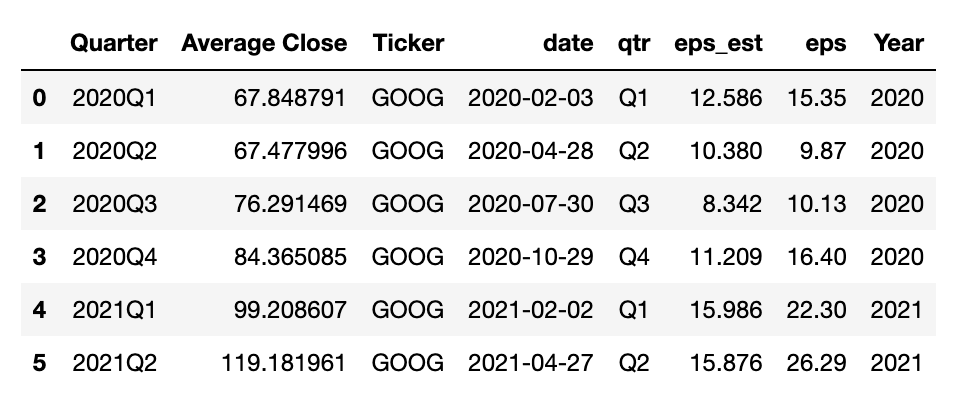 Quarter Average Close Ticker date qtr eps_est eps Year
0 2020Q1 67.848791 GOOG 2020-02-03 Q1 12.586 15.35 2020
1 2020Q2 67.477996 GOOG 2020-04-28 Q2 10.380 9.87 2020
2 2020Q3 76.291469 GOOG 2020-07-30 Q3 8.342 10.13 2020
3 2020Q4 84.365085 GOOG 2020-10-29 Q4 11.209 16.40 2020
4 2021Q1 99.208607 GOOG 2021-02-02 Q1 15.986 22.30 2021
5 2021Q2 119.181961 GOOG 2021-04-27 Q2 15.876 26.29 2021